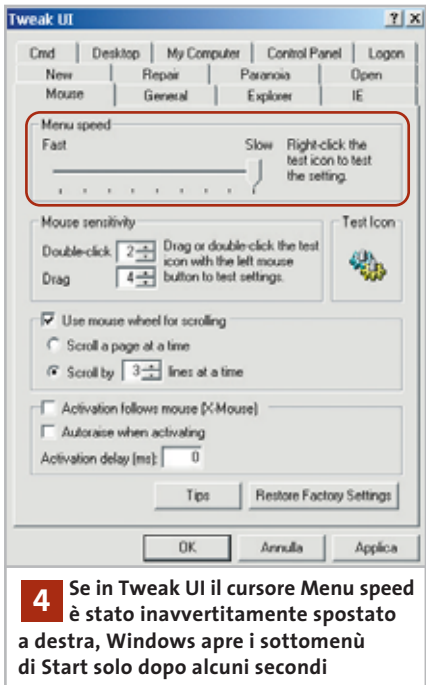 Tweak UI
Cmd Desktop My Computer Control Panel Logon
New Repair Paranoia Open
Mouse General Explorer IE
Menu speed
Fast Slow Right-click the
test icon to test
the setting.
Mouse sensitivity Test Icon
Double-click 2 Drag or double-click the test
icon with the left mouse
Drag 4 button to test settings.
Use mouse wheel for scrolling
Scroll a page at a time
Scroll by 3 lines at a time
Activation follows mouse (X-Mouse)
Autoraise when activating
Activation delay (ms): 0
Tips Restore Factory Settings
OK Annulla Applica
4 Se in Tweak UI il cursore Menu speed
è stato inavvertitamente spostato
a destra, Windows apre i sottomenù
di Start solo dopo alcuni secondi